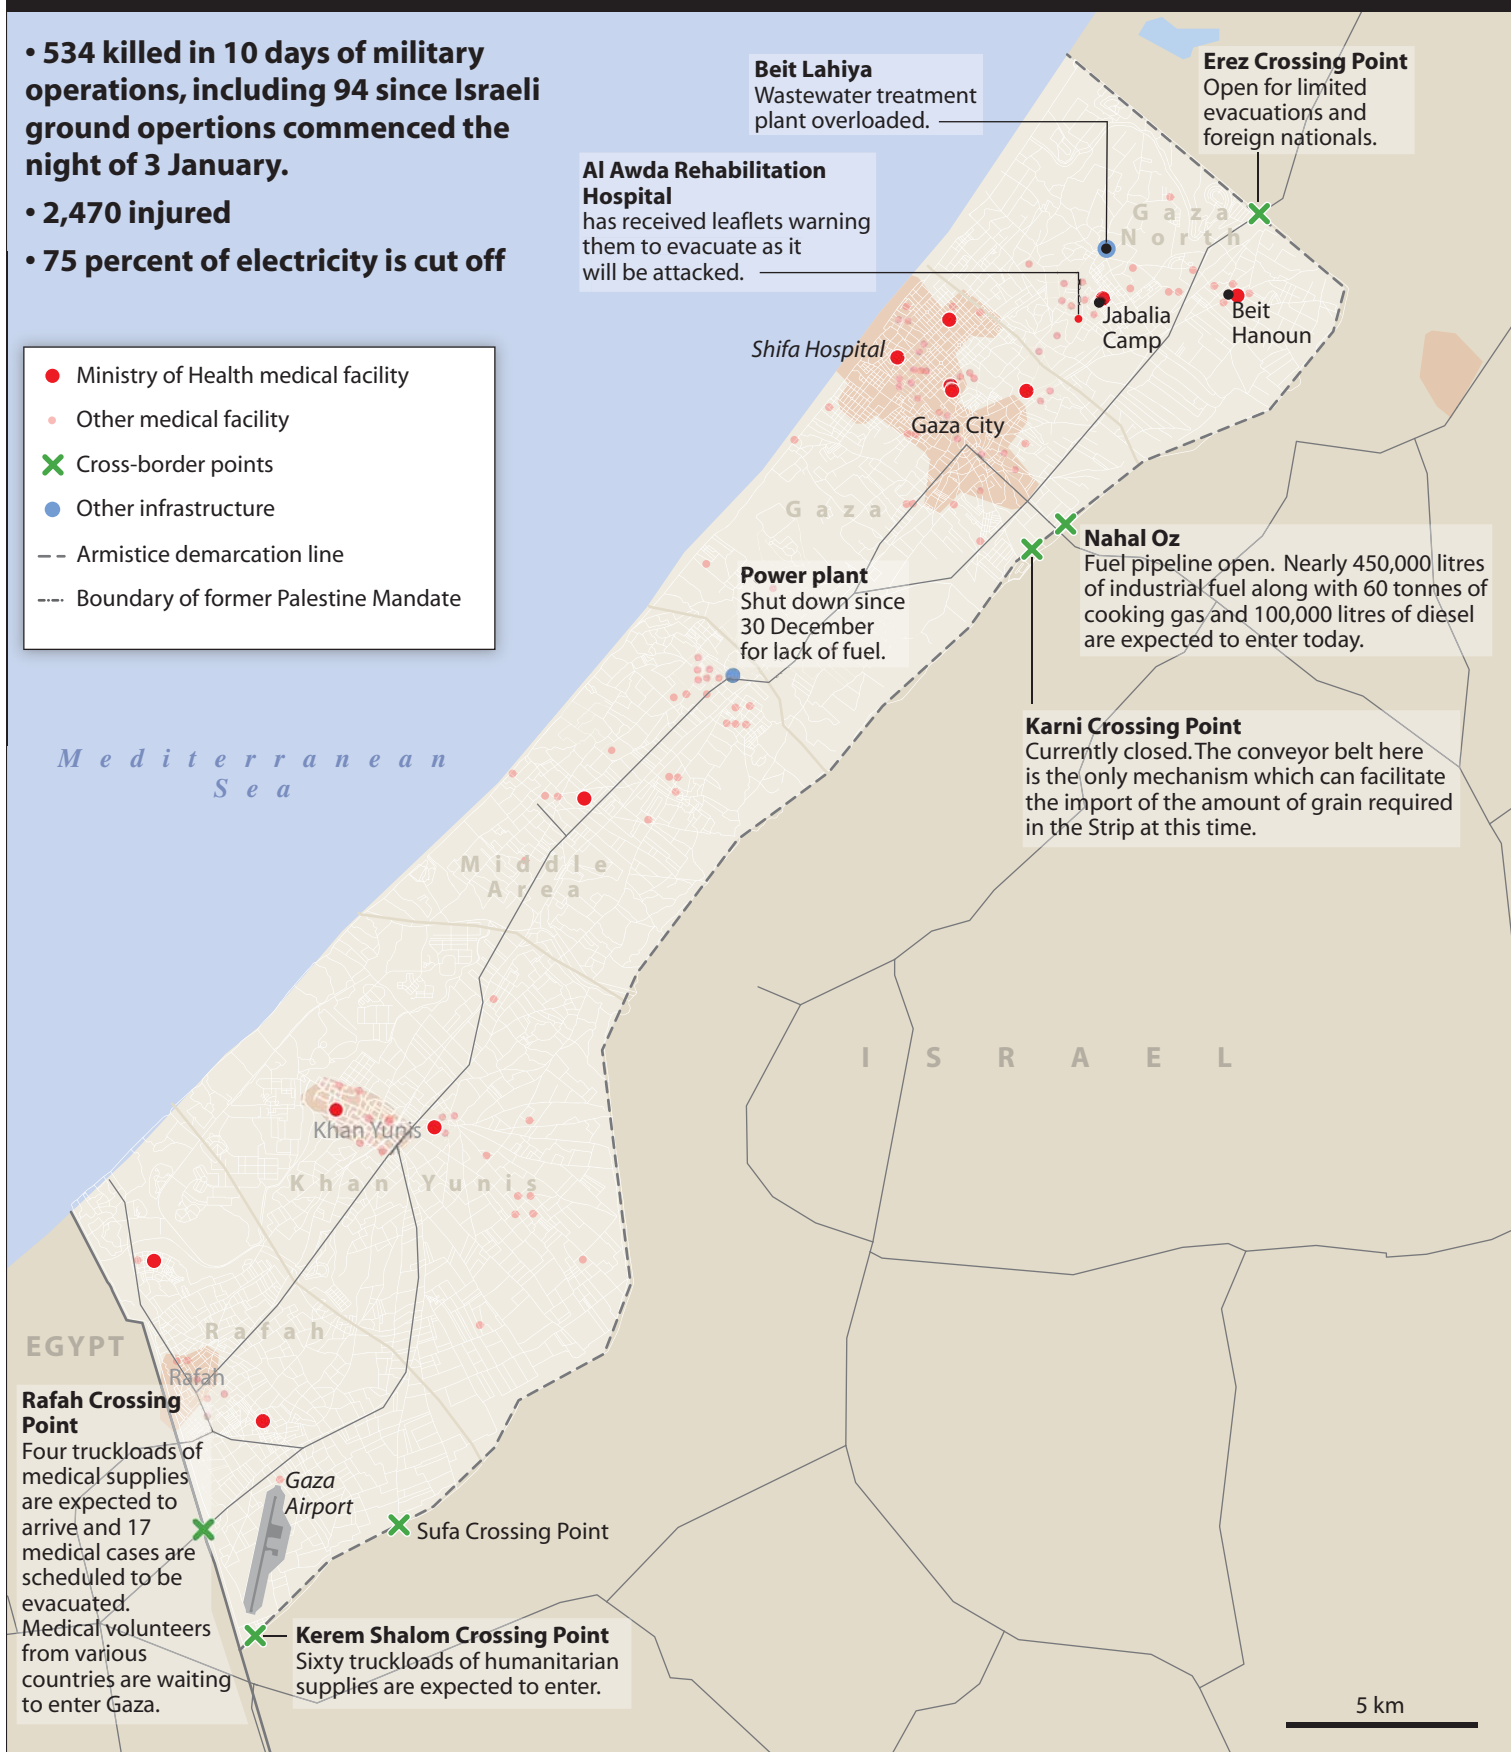 • 534 killed in 10 days of military
operations, including 94 since Israeli
ground opertions commenced the
night of 3 January.
• 2,470 injured
• 75 percent of electricity is cut off
Ministry of Health medical facility
Other medical facility
Cross-border points
Other infrastructure
Armistice demarcation line
Boundary of former Palestine Mandate
Beit Lahiya
Wastewater treatment
plant overloaded.
Erez Crossing Point
Open for limited
evacuations and
foreign nationals.
Al Awda Rehabilitation
Hospital
has received leaflets warning
them to evacuate as it
will be attacked.
Gaza
North
Jabalia
Camp
Beit
Hanoun
Shifa Hospital
Gaza City
Gaza
Nahal Oz
Fuel pipeline open. Nearly 450,000 litres
of industrial fuel along with 60 tonnes of
cooking gas and 100,000 litres of diesel
are expected to enter today.
Power plant
Shut down since
30 December
for lack of fuel.
Karni Crossing Point
Currently closed. The conveyor belt here
is the only mechanism which can facilitate
the import of the amount of grain required
in the Strip at this time.
Mediterranean
Sea
Middle
Area
ISRAEL
Khan Yunis
Khan Yunis
Rafah
EGYPT
Rafah
Rafah Crossing
Point
Four truckloads of
medical supplies
are expected to
arrive and 17
medical cases are
scheduled to be
evacuated.
Medical volunteers
from various
countries are waiting
to enter Gaza.
Gaza
Airport
Sufa Crossing Point
Kerem Shalom Crossing Point
Sixty truckloads of humanitarian
supplies are expected to enter.
5 km